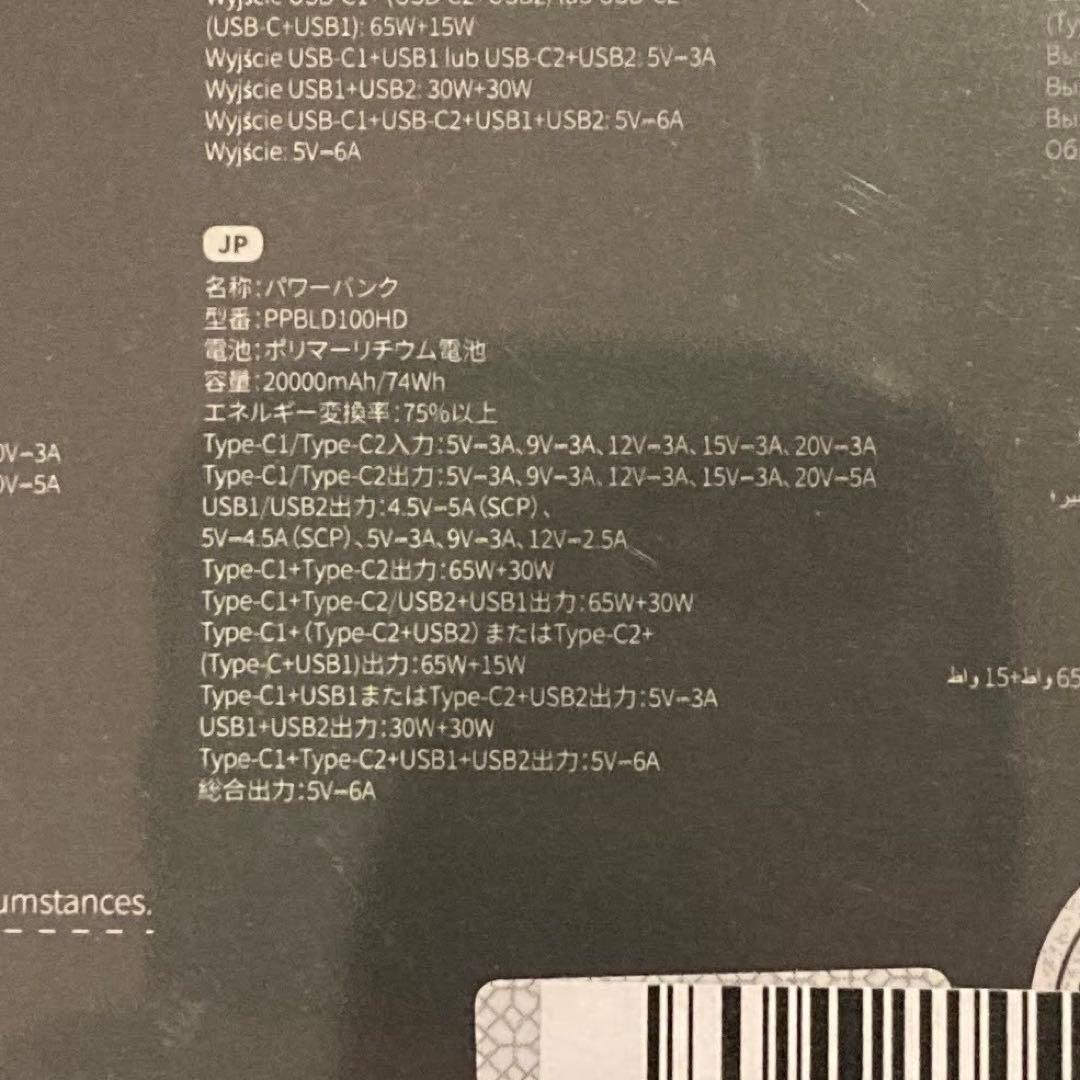 (USB-C+USB1): 65W+15W
Wyjście USB-C1+USB1 lub USB-C2+USB2: 5V⎓3A
Wyjście USB1+USB2: 30W+30W
Wyjście USB-C1+USB-C2+USB1+USB2: 5V⎓6A
Wyjście: 5V⎓6A
JP
名称:パワーバンク
型番:PPBLD100HD
電池:ポリマーリチウム電池
容量:20000mAh/74Wh
エネルギー変換率:75%以上
Type-C1/Type-C2入力:5V⎓3A、9V⎓3A、12V⎓3A、15V⎓3A、20V⎓3A
Type-C1/Type-C2出力:5V⎓3A、9V⎓3A、12V⎓3A、15V⎓3A、20V⎓5A
USB1/USB2出力:4.5V⎓5A(SCP)、
5V⎓4.5A(SCP)、5V⎓3A、9V⎓3A、12V⎓2.5A
Type-C1+Type-C2出力:65W+30W
Type-C1+Type-C2/USB2+USB1出力:65W+30W
Type-C1+(Type-C2+USB2)またはType-C2+
(Type-C+USB1)出力:65W+15W
Type-C1+USB1またはType-C2+USB2出力:5V⎓3A
USB1+USB2出力:30W+30W
Type-C1+Type-C2+USB1+USB2出力:5V⎓6A
総合出力:5V⎓6A
0V⎓3A
0V⎓5A
umstances.
65 واط+15 واط